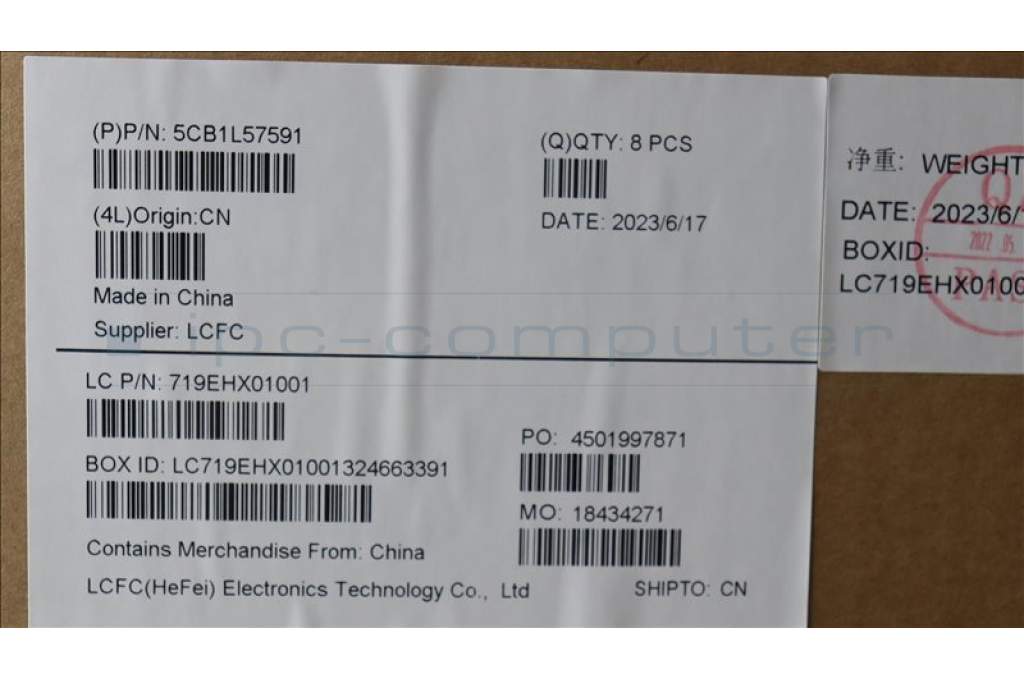 (P)P/N: 5CB1L57591
(4L)Origin:CN
Made in China
Supplier: LCFC
(Q)QTY: 8 PCS
DATE: 2023/6/17
LC P/N: 719EHX01001
BOX ID: LC719EHX01001324663391
PO: 4501997871
MO: 18434271
Contains Merchandise From: China
LCFC(HeFei) Electronics Technology Co., Ltd
SHIPTO: CN
净重: WEIGHT
DATE: 2023/6/
BOXID:
LC719EHX0100
2022 05
ipc-computer